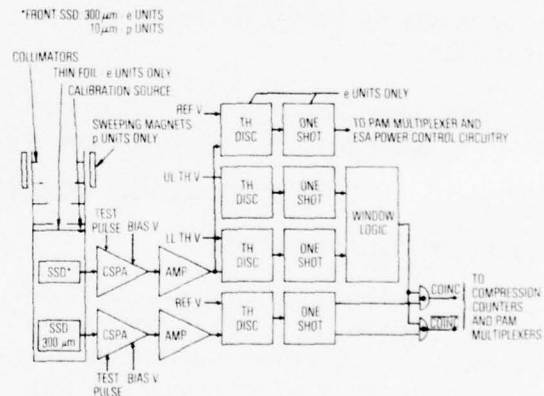 *FRONT SSD: 300 μm - e UNITS
10 μm - p UNITS
COLLIMATORS
THIN FOIL - e UNITS ONLY
CALIBRATION SOURCE
SWEEPING MAGNETS
p UNITS ONLY
e UNITS ONLY
REF V
TH
DISC
ONE
SHOT
TO PAM MULTIPLEXER AND
ESA POWER CONTROL CIRCUITRY
UL TH V
TH
DISC
ONE
SHOT
WINDOW
LOGIC
TEST
PULSE
BIAS V
LL TH V
TH
DISC
ONE
SHOT
SSD*
CSPA
AMP
REF V
TH
DISC
ONE
SHOT
COINC
COINC
TO
COMPRESSION
COUNTERS
AND PAM
MULTIPLEXERS
SSD
300 μm
CSPA
AMP
TEST
PULSE
BIAS V